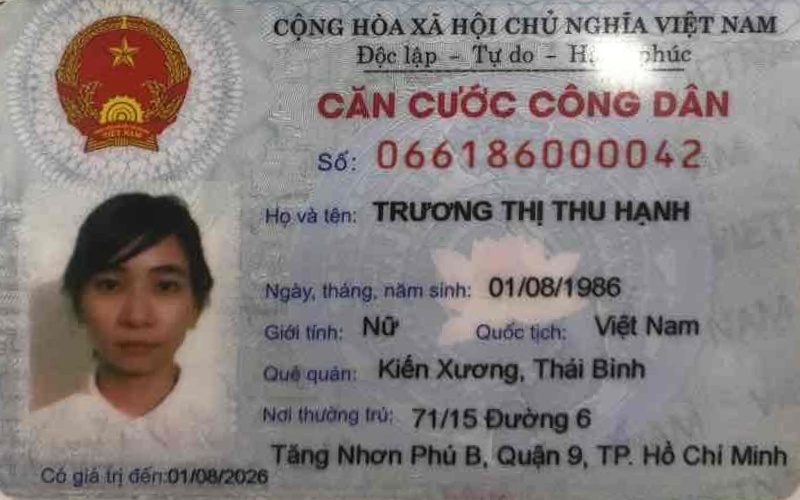 CỘNG HÒA XÃ HỘI CHỦ NGHĨA VIỆT NAM
Độc lập - Tự do - Hạnh phúc
CĂN CƯỚC CÔNG DÂN
Số: 066186000042
Họ và tên: TRƯƠNG THỊ THU HẠNH
Ngày, tháng, năm sinh: 01/08/1986
Giới tính: Nữ Quốc tịch: Việt Nam
Quê quán: Kiến Xương, Thái Bình
Nơi thường trú: 71/15 Đường 6
Tăng Nhơn Phú B, Quận 9, TP. Hồ Chí Minh
Có giá trị đến: 01/08/2026
VIỆT NAM